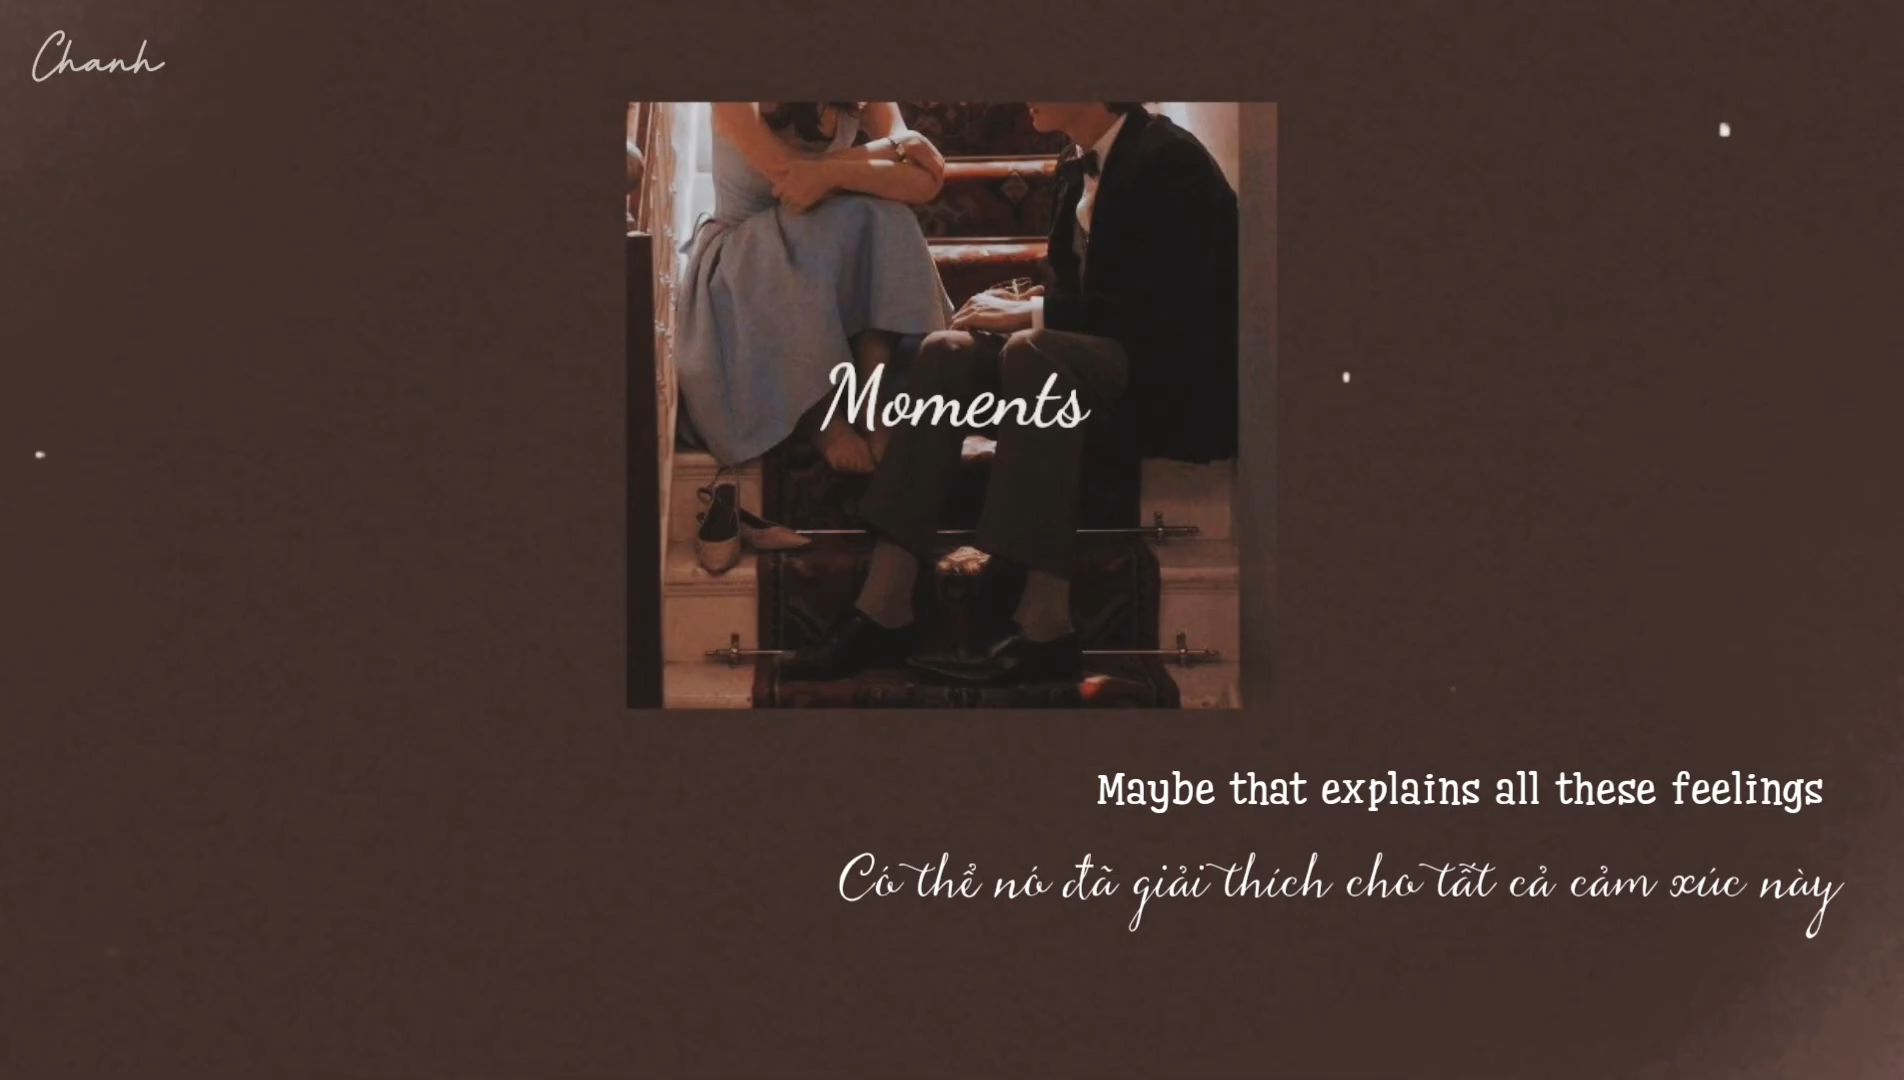 Chanh
Moments
Maybe that explains all these feelings
Có thể nó đã giải thích cho tất cả cảm xúc này